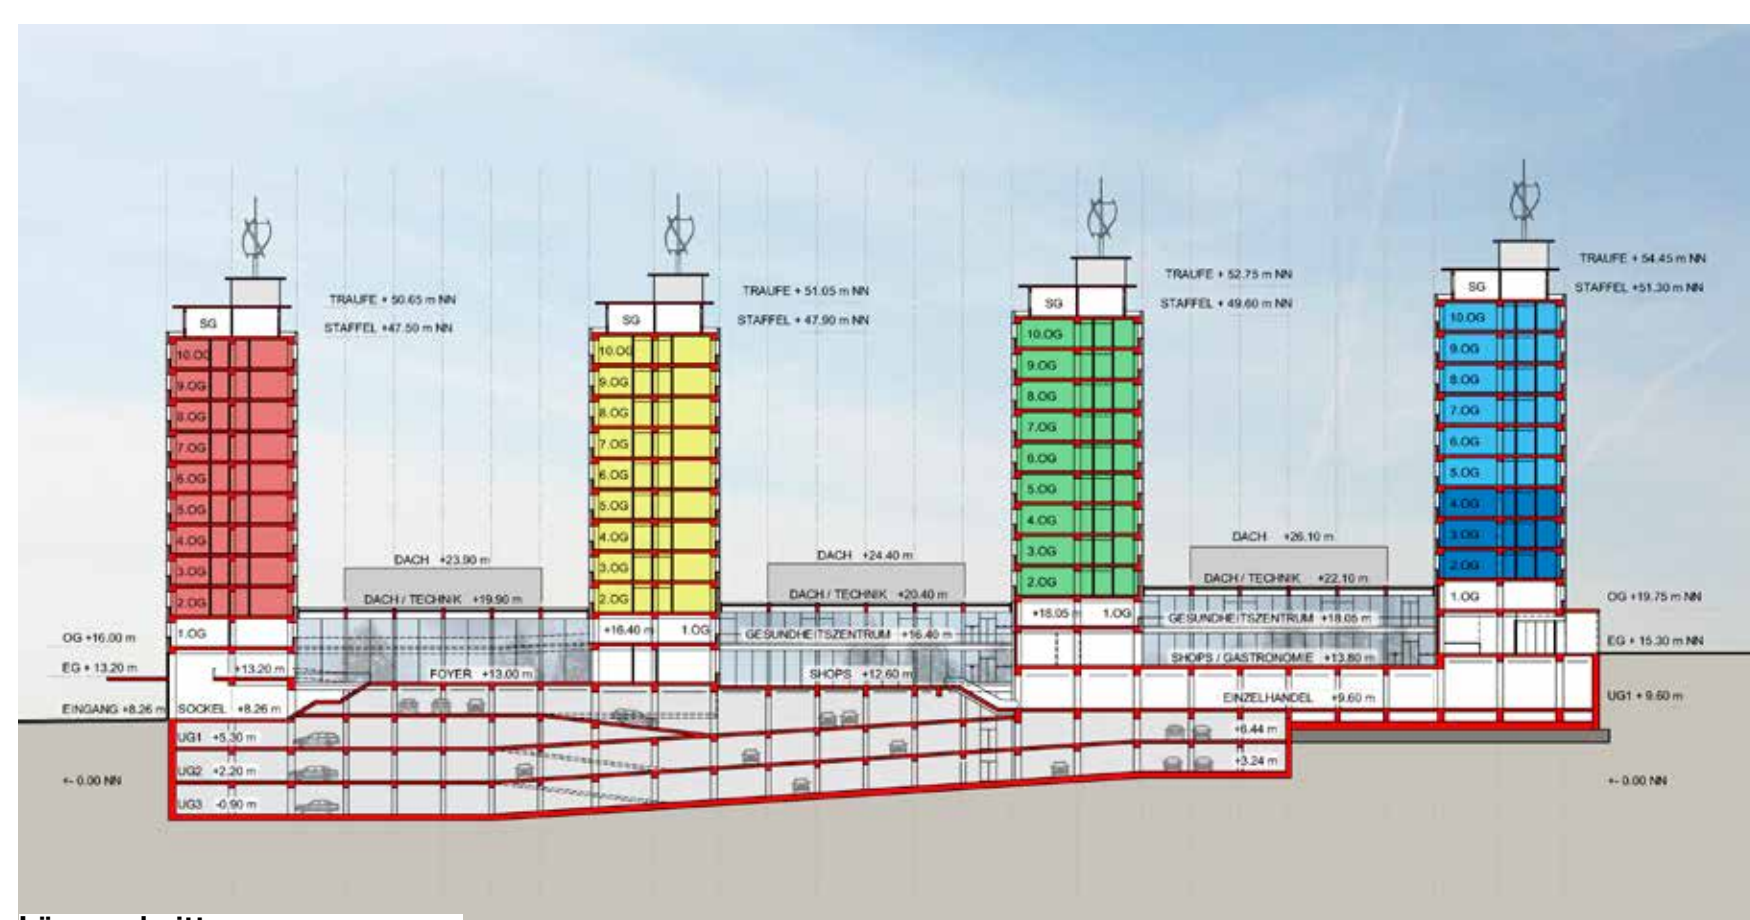 TRAUFE + 50.65 m NN
STAFFEL +47.50 m NN
SG
10.OG
9.OG
8.OG
7.OG
6.OG
5.OG
4.OG
3.OG
2.OG
1.OG
TRAUFE + 51.05 m NN
STAFFEL + 47.90 m NN
SG
10.OG
9.OG
8.OG
7.OG
6.OG
5.OG
4.OG
3.OG
2.OG
+16.40 m 1.OG
TRAUFE + 52.75 m NN
STAFFEL + 49.60 m NN
SG
10.OG
9.OG
8.OG
7.OG
6.OG
5.OG
4.OG
3.OG
2.OG
+18.05 m 1.OG
TRAUFE + 54.45 m NN
STAFFEL +51.30 m NN
SG
10.OG
9.OG
8.OG
7.OG
6.OG
5.OG
4.OG
3.OG
2.OG
1.OG
DACH +23.90 m
DACH / TECHNIK +19.90 m
DACH +24.40 m
DACH / TECHNIK +20.40 m
DACH +26.10 m
DACH / TECHNIK +22.10 m
OG +16.00 m
EG + 13.20 m
EINGANG +8.26 m
+- 0.00 NN
+13.20 m
SOCKEL +8.26 m
UG1 +5.30 m
UG2 +2.20 m
UG3 -0.90 m
FOYER +13.00 m
GESUNDHEITSZENTRUM +16.40 m
SHOPS +12.60 m
GESUNDHEITSZENTRUM +18.05 m
SHOPS / GASTRONOMIE +13.80 m
EINZELHANDEL +9.60 m
+6.44 m
+3.24 m
OG +19.75 m NN
EG + 15.30 m NN
UG1 + 9.60 m
+- 0.00 NN